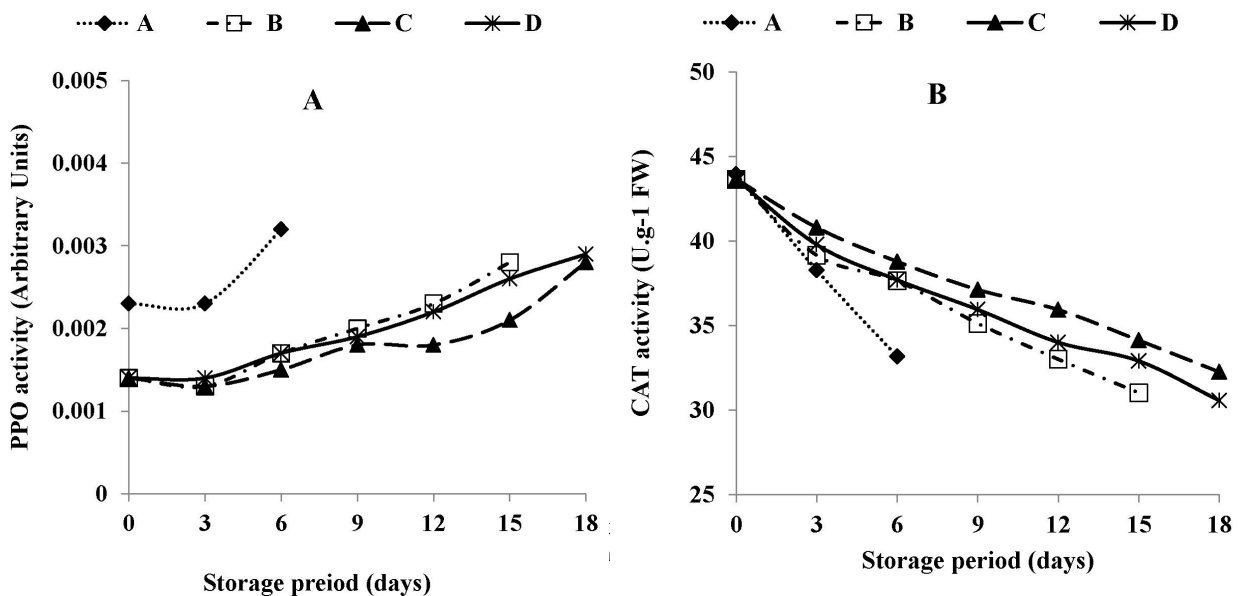 A B C D
PPO activity (Arbitrary Units)
A
0.005
0.004
0.003
0.002
0.001
0
0 3 6 9 12 15 18
Storage preiod (days)
A B C D
CAT activity (U.g-1 FW)
B
50
45
40
35
30
25
0 3 6 9 12 15 18
Storage period (days)